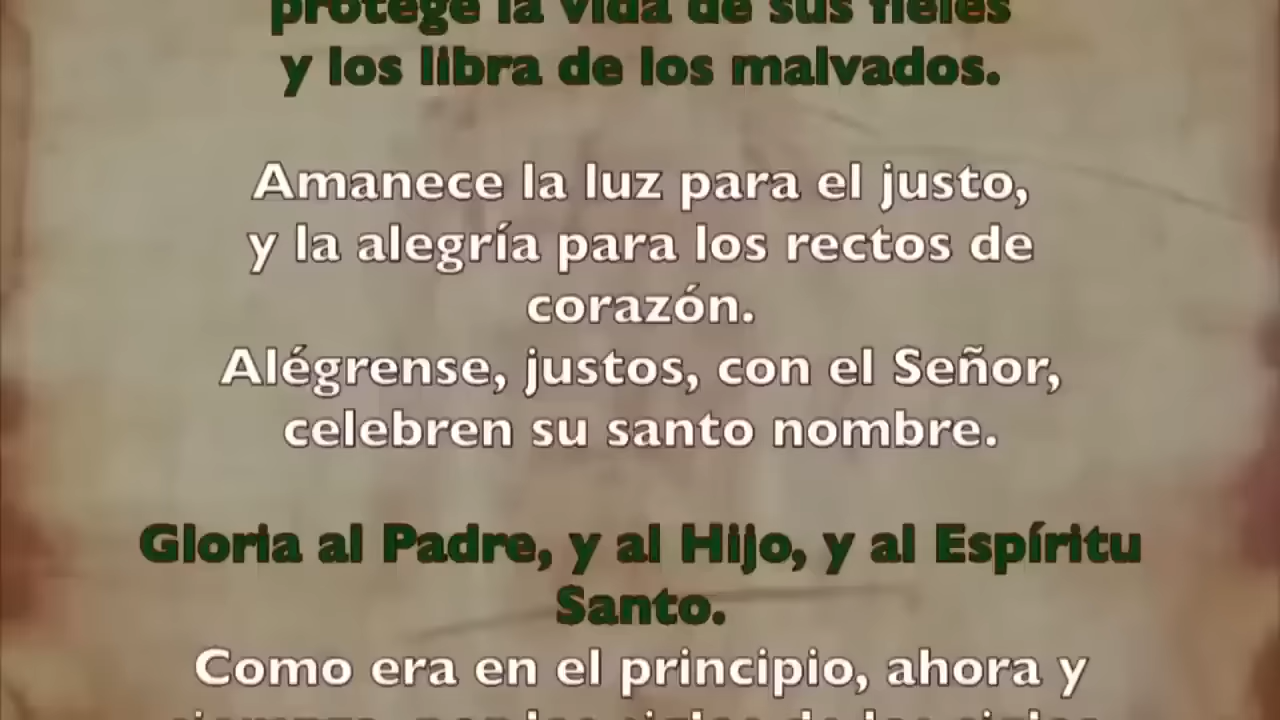 protege la vida de sus fieles
y los libra de los malvados.
Amanece la luz para el justo,
y la alegría para los rectos de
corazón.
Alégrense, justos, con el Señor,
celebren su santo nombre.
Gloria al Padre, y al Hijo, y al Espíritu
Santo.
Como era en el principio, ahora y